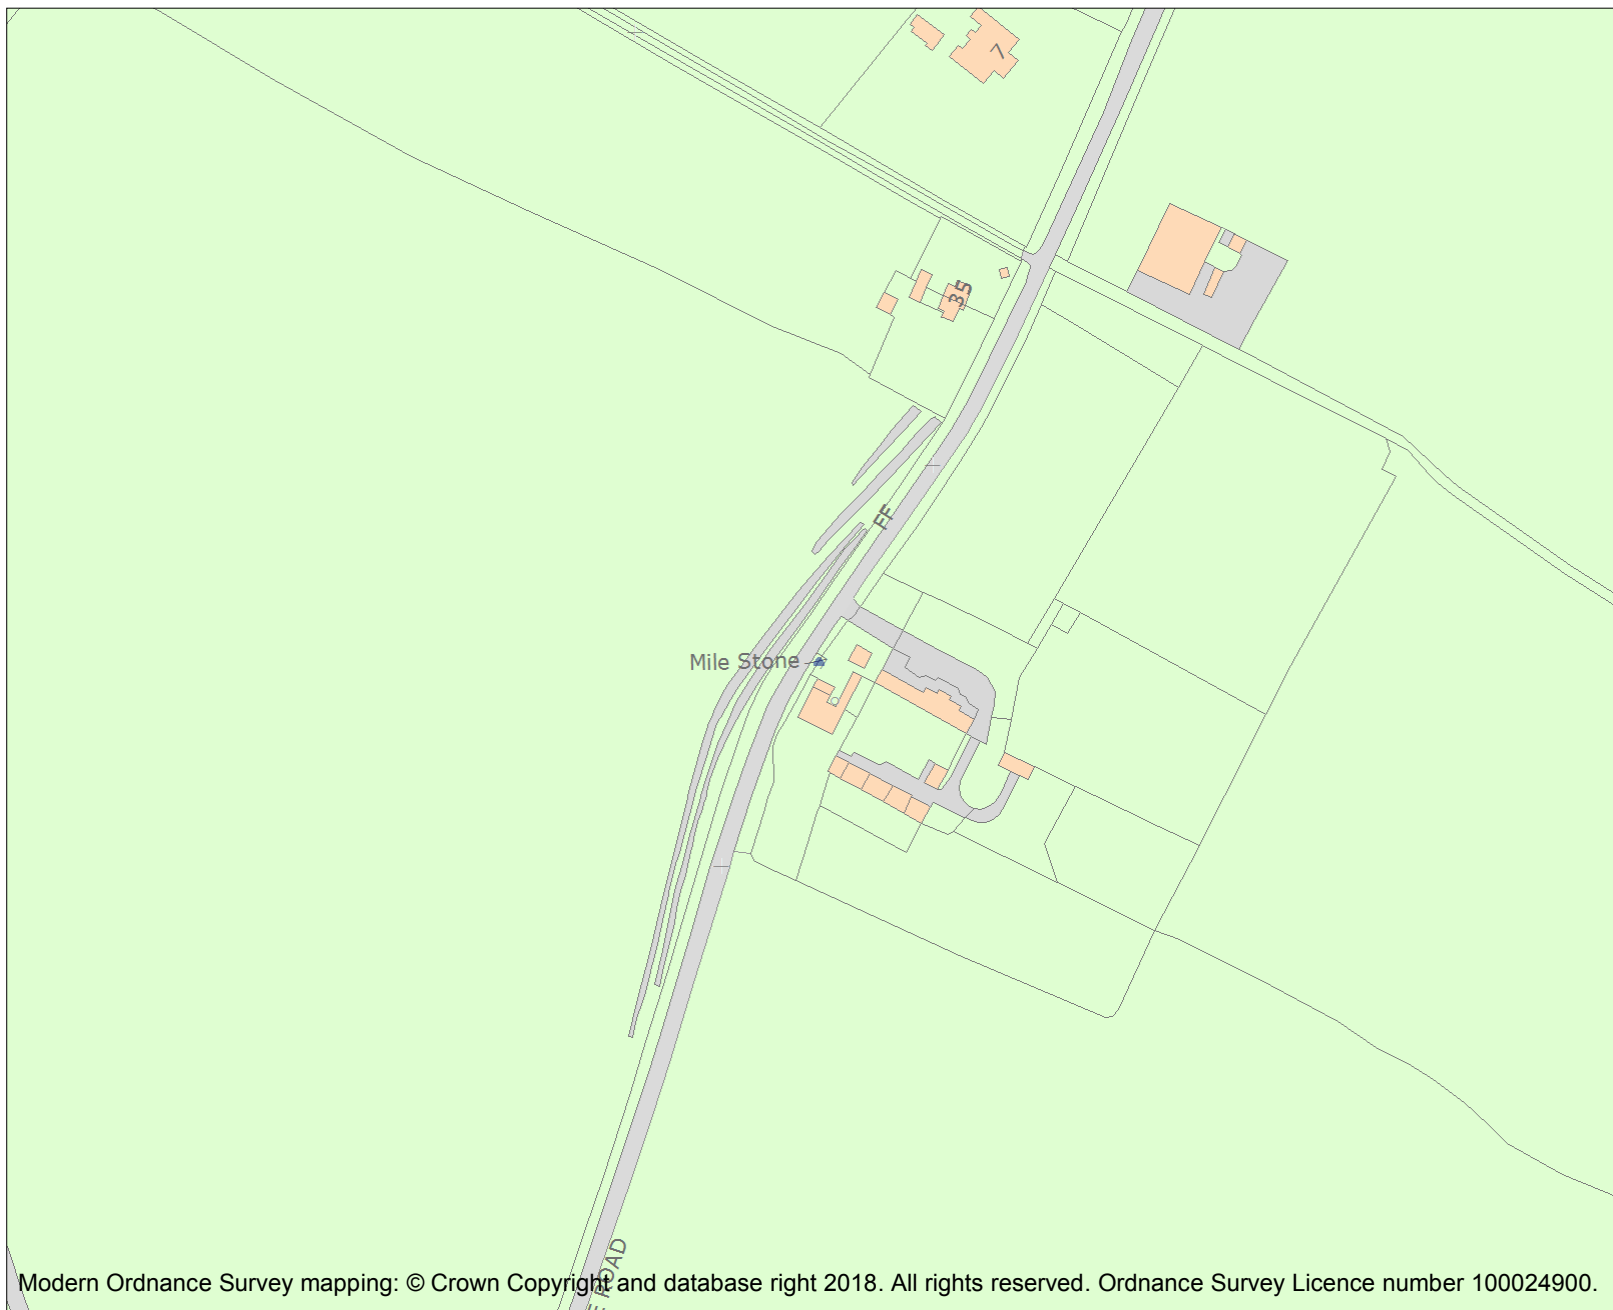 7
35
FF
Mile Stone
E ROAD
Modern Ordnance Survey mapping: © Crown Copyright and database right 2018. All rights reserved. Ordnance Survey Licence number 100024900.